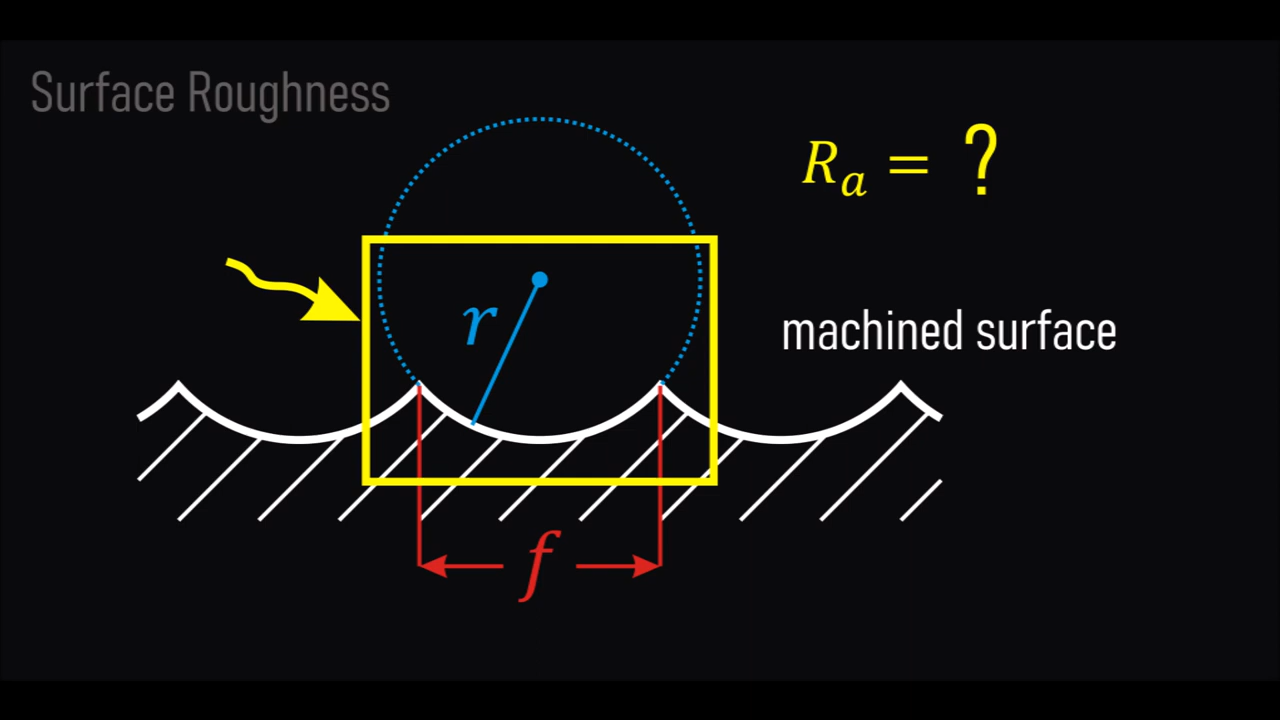 Surface Roughness
Rₐ = ?
r
machined surface
f